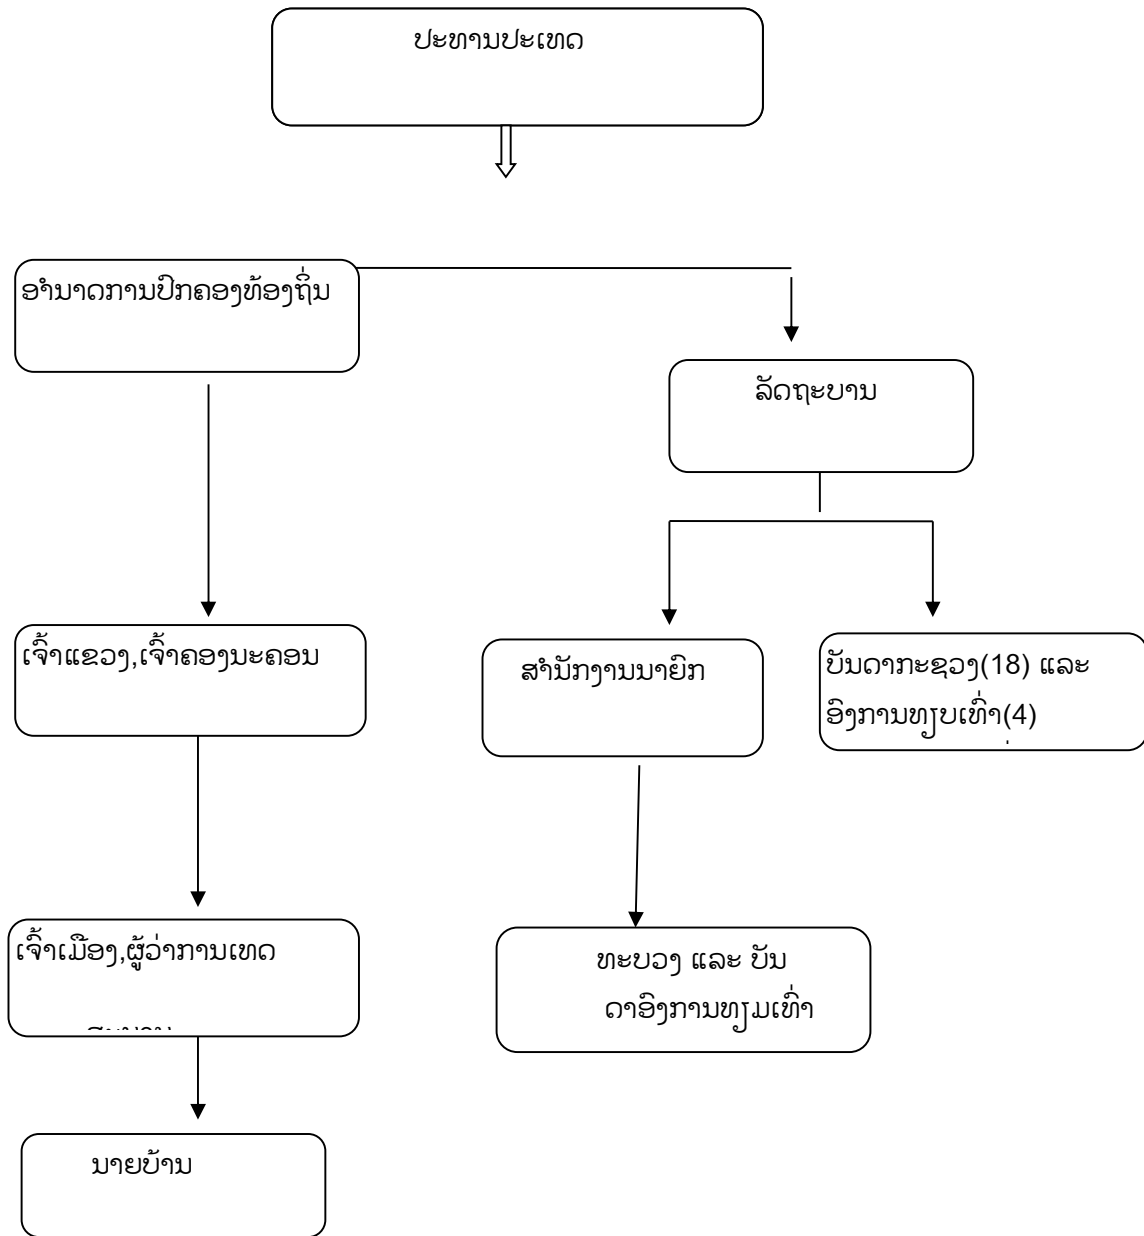 ປະທານປະເທດ
ອຳນາດການປົກຄອງທ້ອງຖິ່ນ
ລັດຖະບານ
ເຈົ້າແຂວງ,ເຈົ້າຄອງນະຄອນ
ສຳນັກງານນາຍົກ
ບັນດາກະຊວງ(18) ແລະ
ອົງການທຽບເທົ່າ(4)
ເຈົ້າເມືອງ,ຜູ້ວ່າການເທດ
ທະບວງ ແລະ ບັນ
ດາອົງການທຽມເທົ່າ
ນາຍບ້ານ